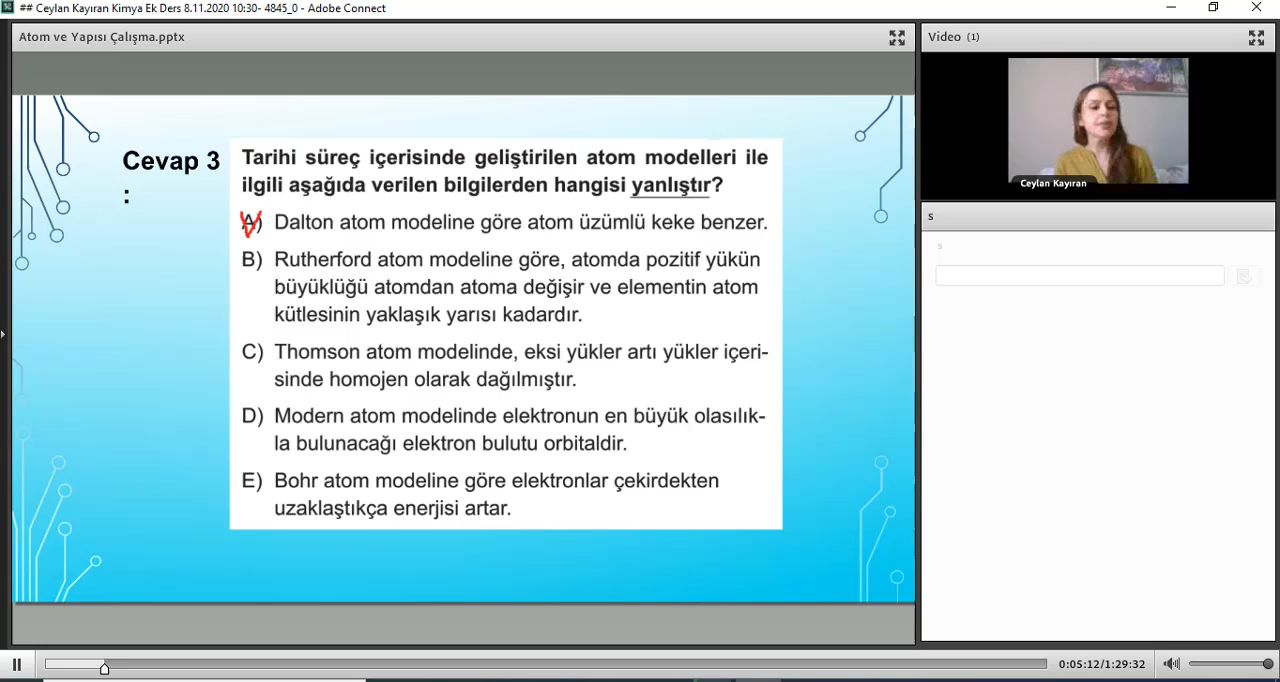 ## Ceylan Kayıran Kimya Ek Ders 8.11.2020 10:30- 4845_0 - Adobe Connect
Atom ve Yapısı Çalışma.pptx
Cevap 3
:
Tarihi süreç içerisinde geliştirilen atom modelleri ile
ilgili aşağıda verilen bilgilerden hangisi yanlıştır?
A) Dalton atom modeline göre atom üzümlü keke benzer.
B) Rutherford atom modeline göre, atomda pozitif yükün
büyüklüğü atomdan atoma değişir ve elementin atom
kütlesinin yaklaşık yarısı kadardır.
C) Thomson atom modelinde, eksi yükler artı yükler içeri-
sinde homojen olarak dağılmıştır.
D) Modern atom modelinde elektronun en büyük olasılık-
la bulunacağı elektron bulutu orbitaldir.
E) Bohr atom modeline göre elektronlar çekirdekten
uzaklaştıkça enerjisi artar.
Video (1)
Ceylan Kayıran
s
s
0:05:12/1:29:32